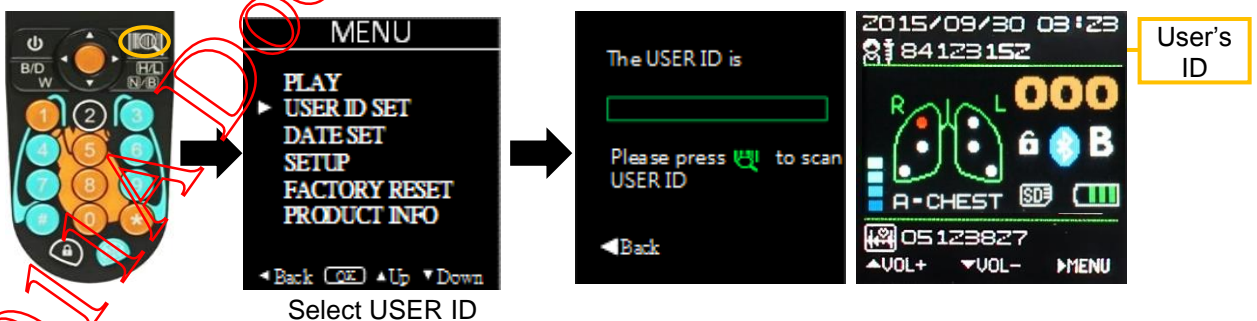 B/D
W
H/L
N/B
1 2 3
4 5 6
7 8
# 0 *
MENU
PLAY
USER ID SET
DATE SET
SETUP
FACTORY RESET
PRODUCT INFO
◄Back OK ▲Up ▼Down
Select USER ID
The USER ID is
Please press to scan
USER ID
◄Back
2015/09/30 03:23
84123152
R L 000
B
A-CHEST SD
05123827
▲VOL+ ▼VOL- ►MENU
User's
ID